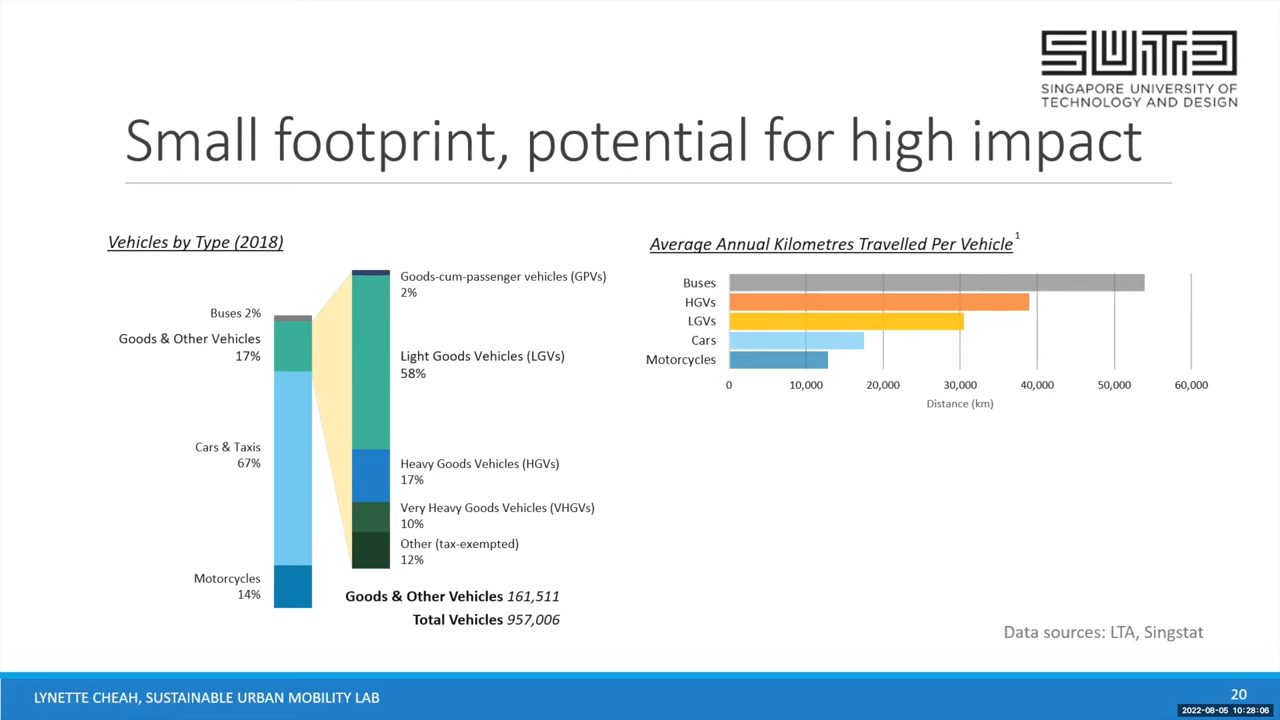 SUTD
SINGAPORE UNIVERSITY OF
TECHNOLOGY AND DESIGN
Small footprint, potential for high impact
Vehicles by Type (2018)
Buses 2%
Goods & Other Vehicles
17%
Cars & Taxis
67%
Motorcycles
14%
Goods-cum-passenger vehicles (GPVs)
2%
Light Goods Vehicles (LGVs)
58%
Heavy Goods Vehicles (HGVs)
17%
Very Heavy Goods Vehicles (VHGVs)
10%
Other (tax-exempted)
12%
Goods & Other Vehicles 161,511
Total Vehicles 957,006
Average Annual Kilometres Travelled Per Vehicle1
Buses
HGVs
LGVs
Cars
Motorcycles
0 10,000 20,000 30,000 40,000 50,000 60,000
Distance (km)
Data sources: LTA, Singstat
LYNETTE CHEAH, SUSTAINABLE URBAN MOBILITY LAB
20
2022-08-05 10:28:06